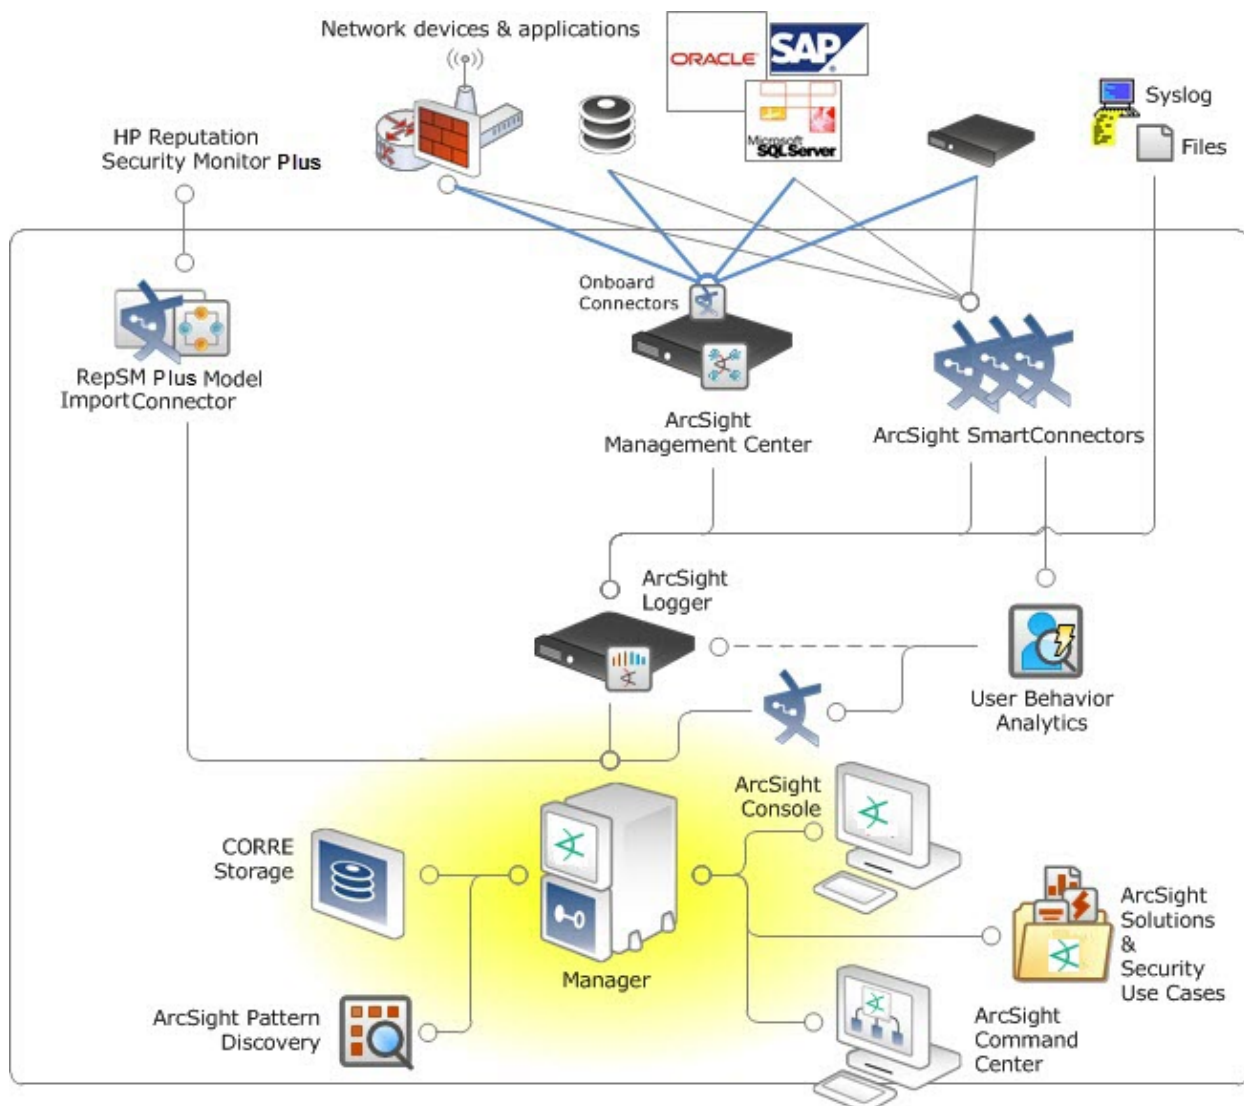 Network devices & applications
ORACLE
SAP
Microsoft
SQL Server
Syslog
Files
HP Reputation
Security Monitor Plus
Onboard
Connectors
RepSM Plus Model
Import Connector
ArcSight
Management Center
ArcSight SmartConnectors
ArcSight
Logger
User Behavior
Analytics
ArcSight
Console
CORRE
Storage
Manager
ArcSight
Solutions
&
Security
Use Cases
ArcSight Pattern
Discovery
ArcSight
Command
Center